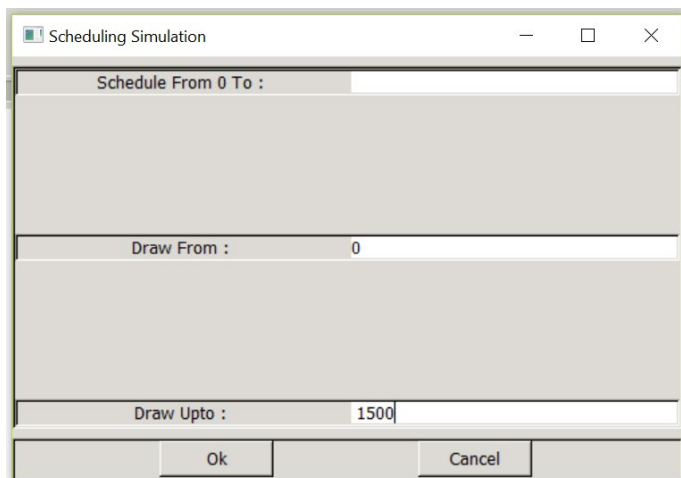 Scheduling Simulation
Schedule From 0 To :
Draw From : 0
Draw Upto : 1500
Ok Cancel